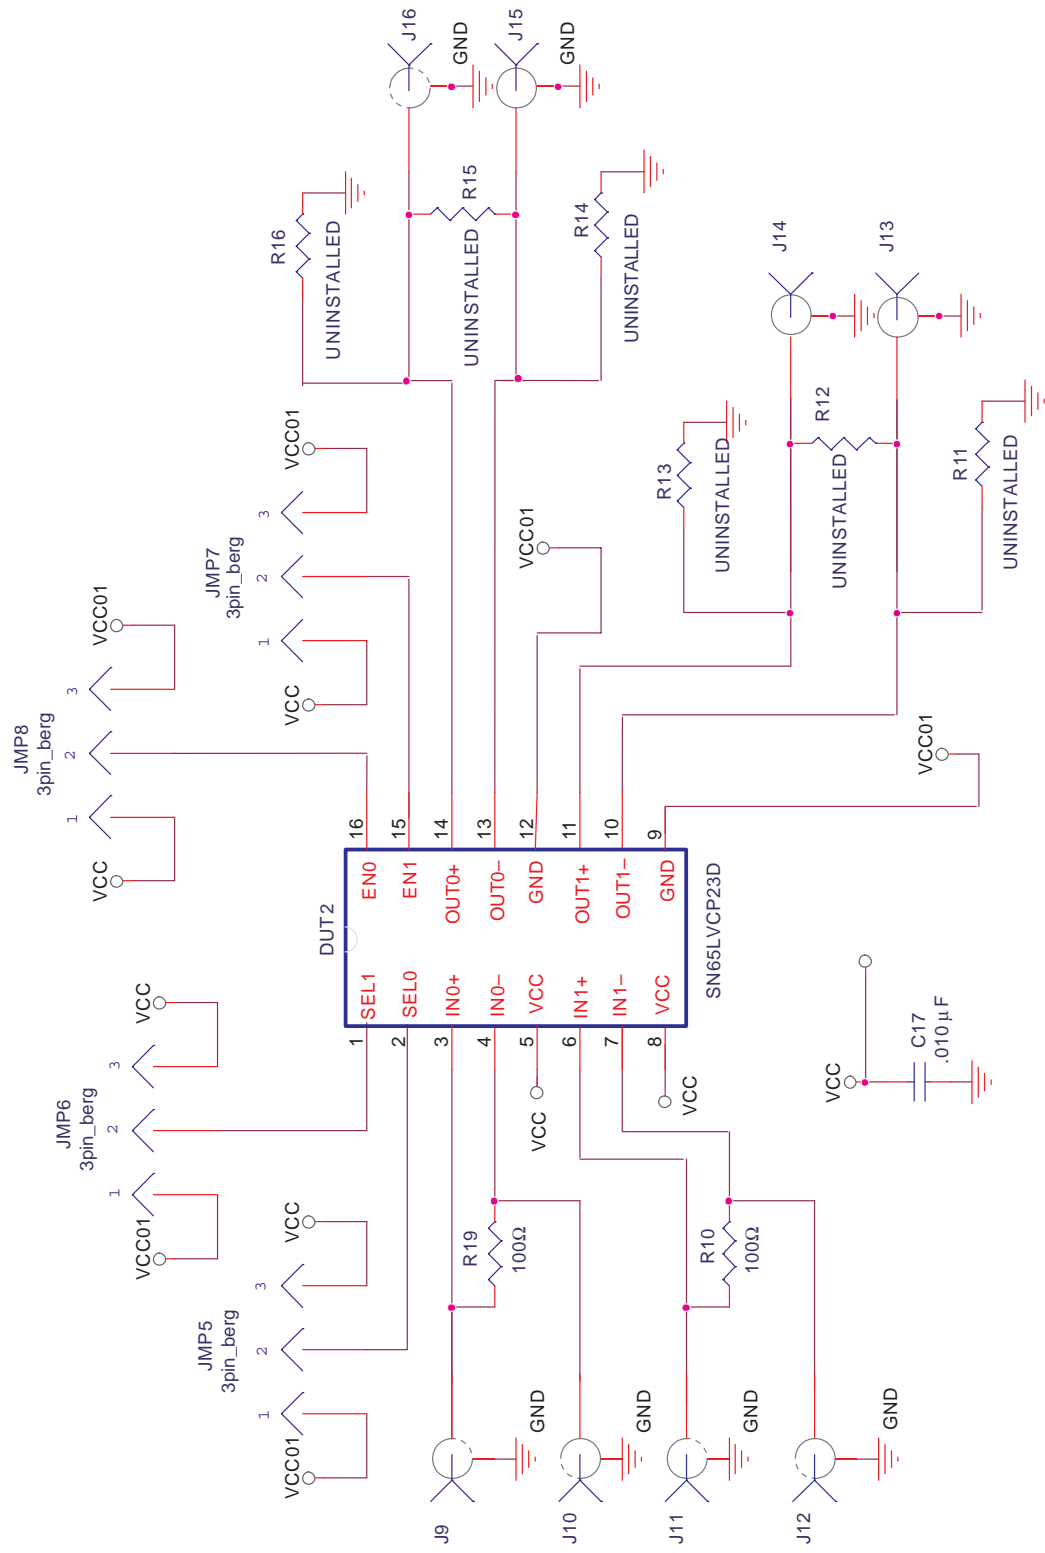 JMP8
3pin_berg
VCC
1
2
3
VCC01
JMP7
3pin_berg
VCC
1
2
3
VCC01
JMP6
3pin_berg
VCC01
1
2
3
VCC
JMP5
3pin_berg
VCC01
1
2
3
VCC
R16
UNINSTALLED
J16
GND
R15
UNINSTALLED
J15
GND
R14
UNINSTALLED
VCC01
J14
R13
UNINSTALLED
R12
UNINSTALLED
J13
R11
UNINSTALLED
VCC01
DUT2
1 SEL1 EN0 16
2 SEL0 EN1 15
3 IN0+ OUT0+ 14
4 IN0– OUT0– 13
5 VCC GND 12
6 IN1+ OUT1+ 11
7 IN1– OUT1– 10
8 VCC GND 9
SN65LVCP23D
VCC
VCC
R19
100Ω
R10
100Ω
J9
GND
J10
GND
J11
GND
J12
GND
VCC
C17
.010 µF